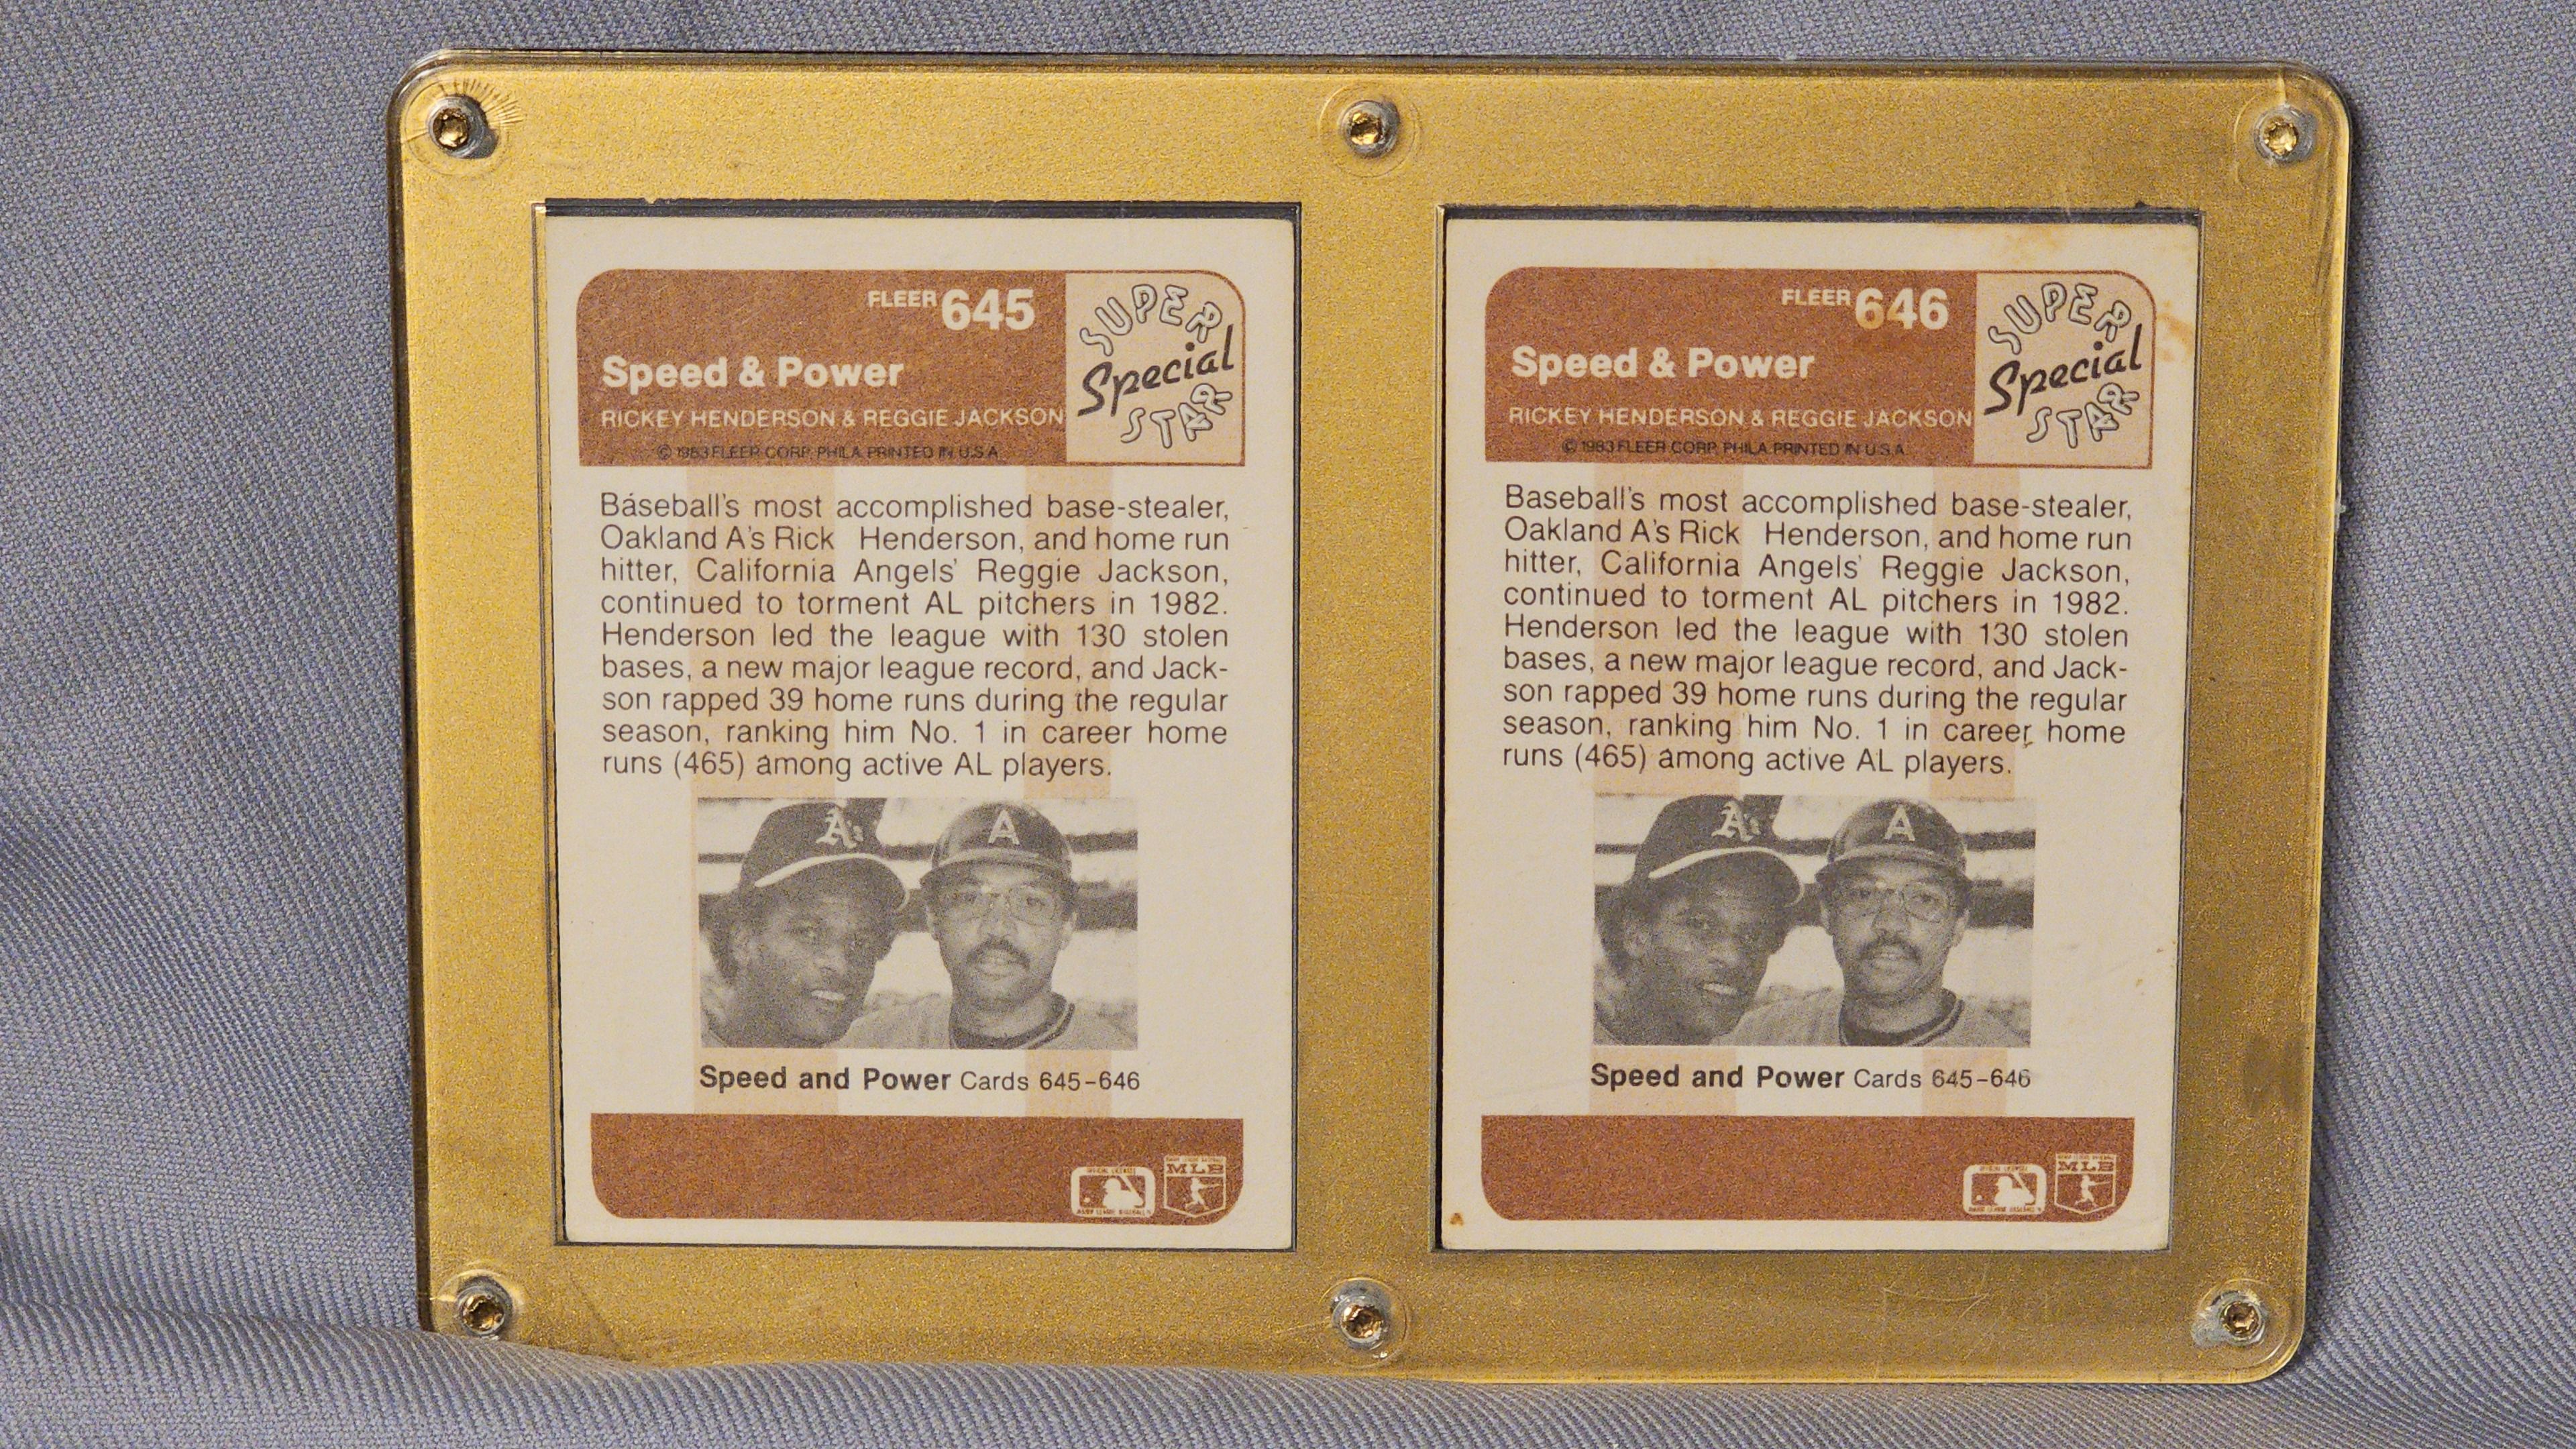 FLEER 645
Speed & Power
RICKEY HENDERSON & REGGIE JACKSON
© 1983 FLEER CORP. PHILA. PRINTED IN U.S.A.
SUPER
Special
STAR
Baseball's most accomplished base-stealer,
Oakland A's Rick Henderson, and home run
hitter, California Angels' Reggie Jackson,
continued to torment AL pitchers in 1982.
Henderson led the league with 130 stolen
bases, a new major league record, and Jack-
son rapped 39 home runs during the regular
season, ranking him No. 1 in career home
runs (465) among active AL players.
A's
A
Speed and Power Cards 645-646
MLB
FLEER 646
Speed & Power
RICKEY HENDERSON & REGGIE JACKSON
© 1983 FLEER CORP. PHILA. PRINTED IN U.S.A.
SUPER
Special
STAR
Baseball's most accomplished base-stealer,
Oakland A's Rick Henderson, and home run
hitter, California Angels' Reggie Jackson,
continued to torment AL pitchers in 1982.
Henderson led the league with 130 stolen
bases, a new major league record, and Jack-
son rapped 39 home runs during the regular
season, ranking him No. 1 in career home
runs (465) among active AL players.
A's
A
Speed and Power Cards 645-646
MLB